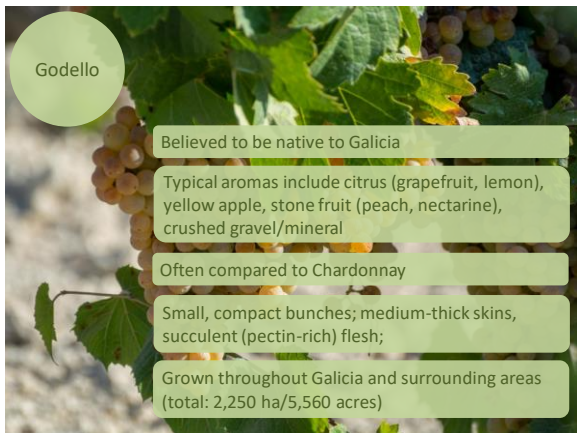 Godello
Believed to be native to Galicia
Typical aromas include citrus (grapefruit, lemon),
yellow apple, stone fruit (peach, nectarine),
crushed gravel/mineral
Often compared to Chardonnay
Small, compact bunches; medium-thick skins,
succulent (pectin-rich) flesh;
Grown throughout Galicia and surrounding areas
(total: 2,250 ha/5,560 acres)